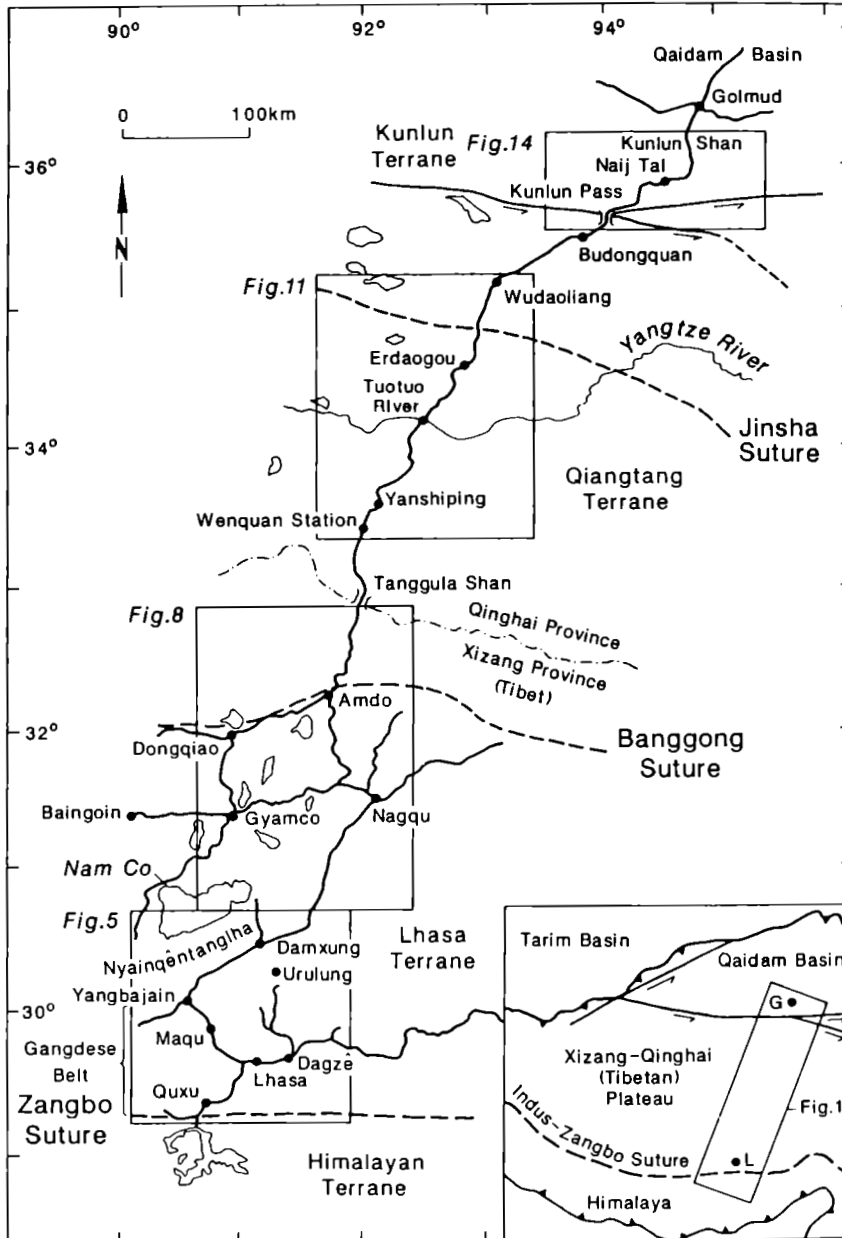 90° 92° 94°
Qaidam Basin
Golmud
0 100km
Kunlun
Terrane
Fig.14
Kunlun Shan
Naij Tal
36°
Kunlun Pass
N
Budongquan
Fig.11
Wudaoliang
Yangtze River
Erdaogou
Tuotuo
River
Jinsha
Suture
34°
Qiangtang
Terrane
Yanshiping
Wenquan Station
Tanggula Shan
Fig.8
Qinghai Province
Xizang Province
(Tibet)
Amdo
32°
Dongqiao
Banggong
Suture
Baingoin
Gyamco
Nagqu
Nam Co
Fig.5
Nyainqêntanglha
Damxung
Lhasa
Terrane
Urulung
Yangbajain
30°
Maqu
Gangdese
Belt
Lhasa
Dagzê
Quxu
Zangbo
Suture
Himalayan
Terrane
Tarim Basin
Qaidam Basin
G
Xizang-Qinghai
(Tibetan)
Plateau
Fig.1
Indus-Zangbo Suture
L
Himalaya